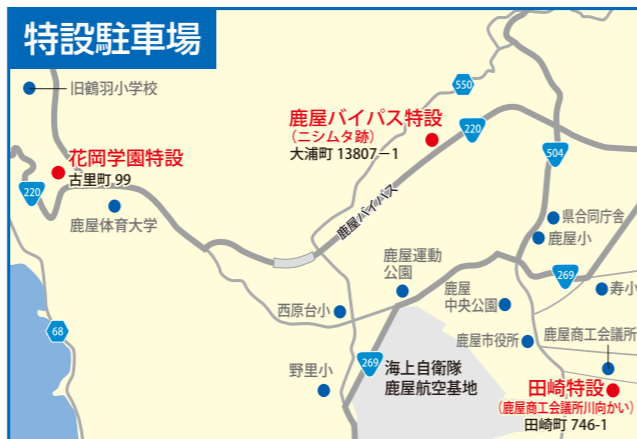 特設駐車場
旧鶴羽小学校
550
鹿屋バイパス特設
(ニシムタ跡)
大浦町 13807−1
220
花岡学園特設
古里町 99
504
220
鹿屋体育大学
鹿屋バイパス
県合同庁舎
鹿屋小
鹿屋運動
公園
269
鹿屋
中央公園
寿小
西原台小
68
鹿屋市役所
鹿屋商工会議所
269
海上自衛隊
鹿屋航空基地
野里小
田崎特設
(鹿屋商工会議所川向かい)
田崎町 746-1